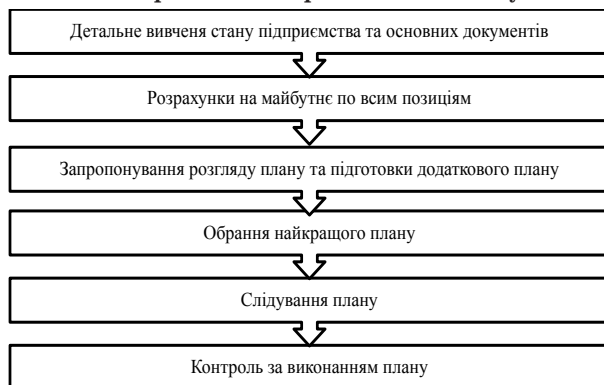 Детальне вивченя стану підприємства та основних документів
Розрахунки на майбутнє по всим позиціям
Запропонування розгляду плану та підготовки додаткового плану
Обрання найкращого плану
Слідування плану
Контроль за виконанням плану